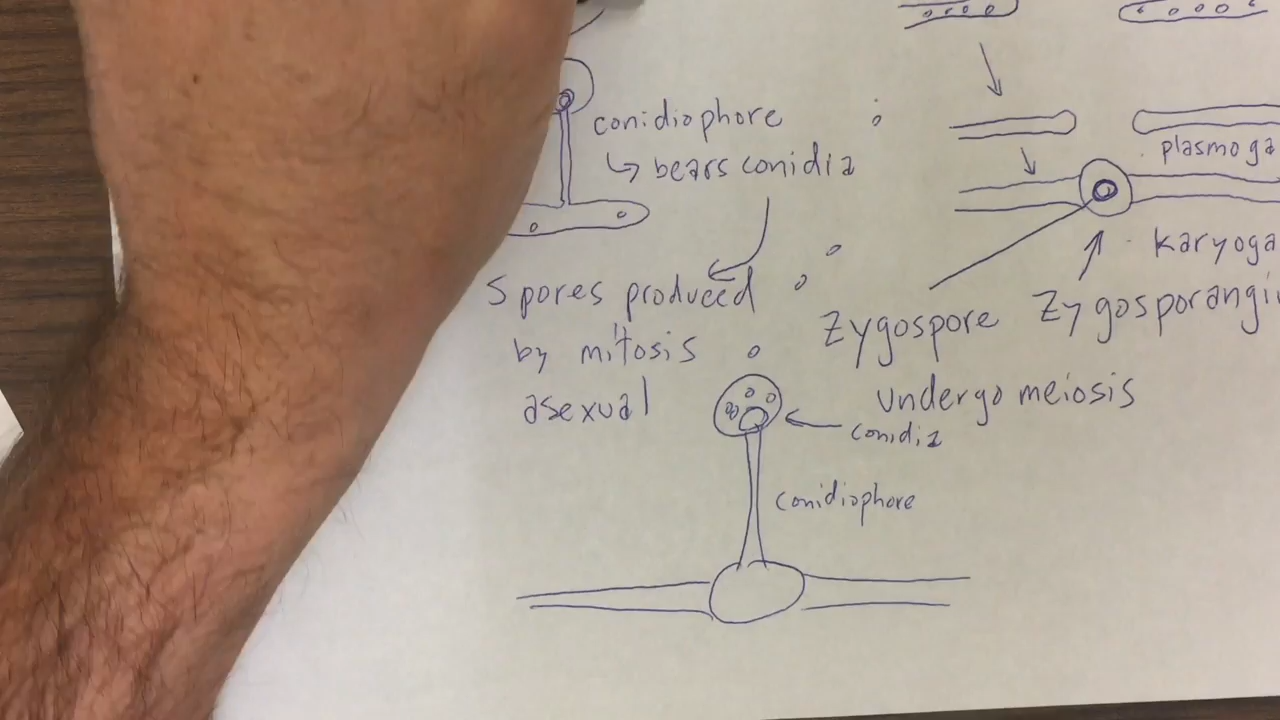 conidiophore
↳ bears conidia
Spores produced
by mitosis
asexual
plasmoga
Karyoga
Zygospore
Zygosporangi
undergo meiosis
conidia
conidiophore